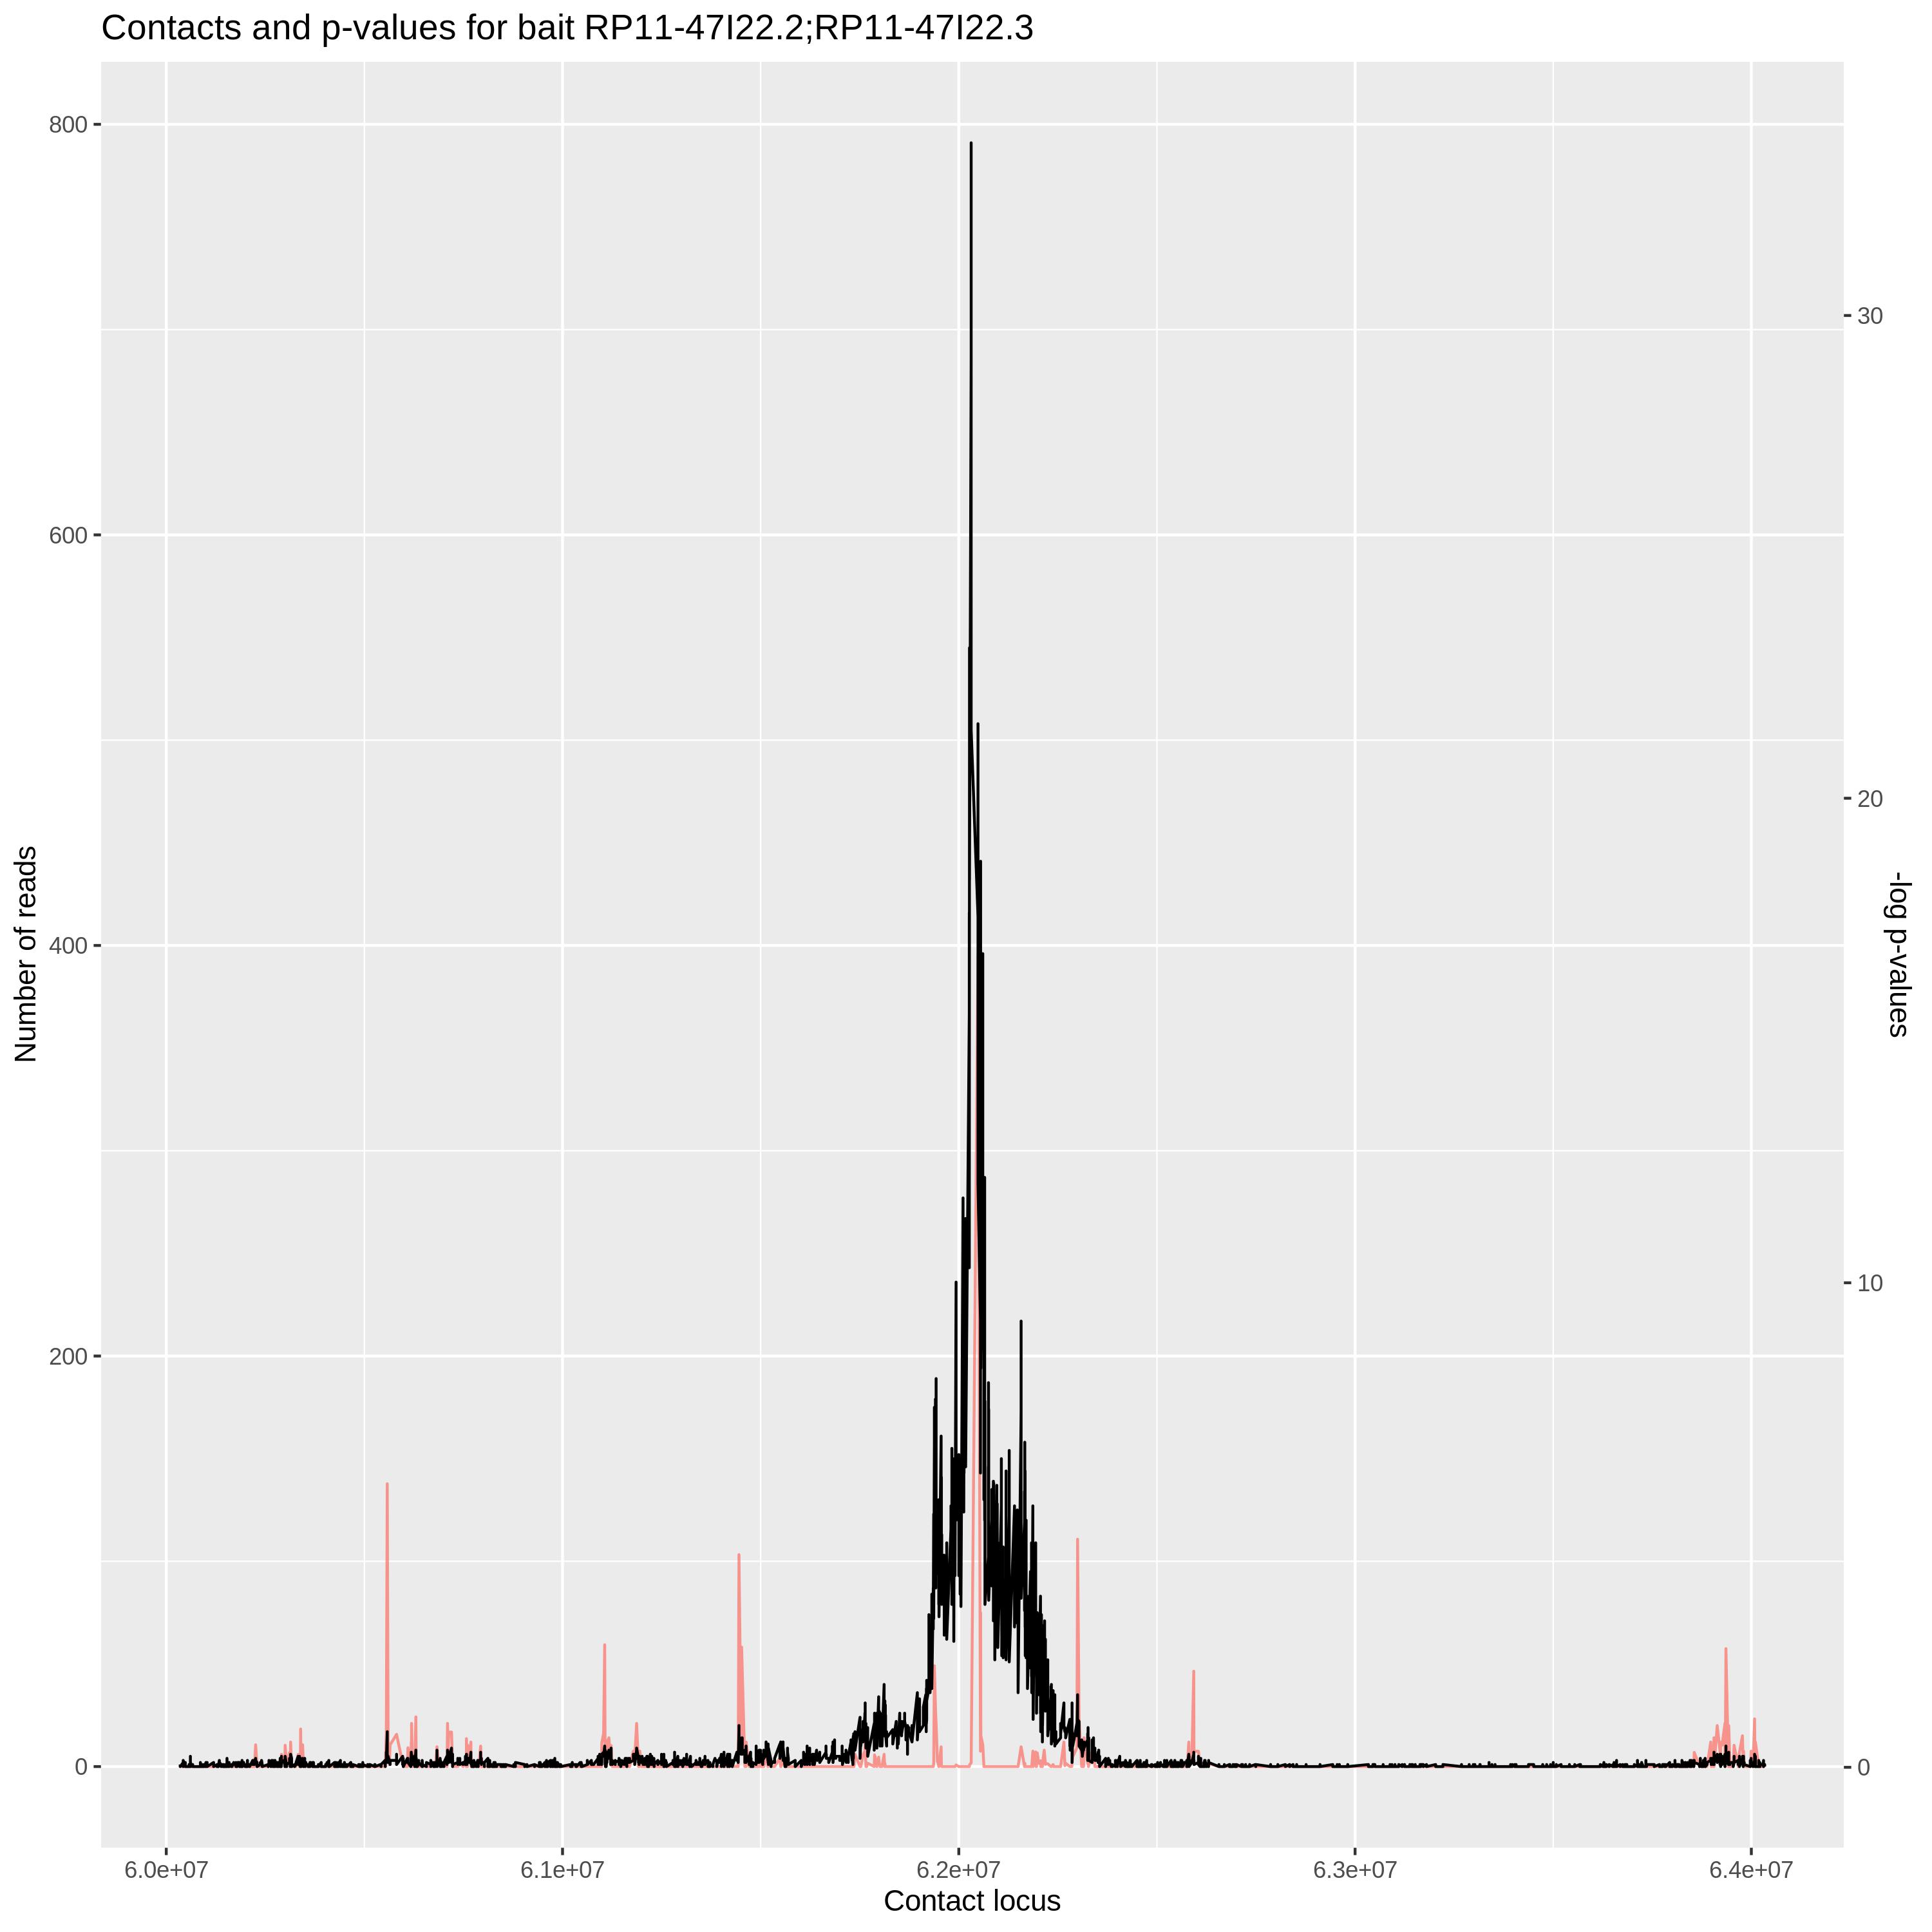 Contacts and p-values for bait RP11-47I22.2;RP11-47I22.3
800
600
400
200
0
Number of reads
30
20
10
0
-log p-values
6.0e+07 6.1e+07 6.2e+07 6.3e+07 6.4e+07
Contact locus